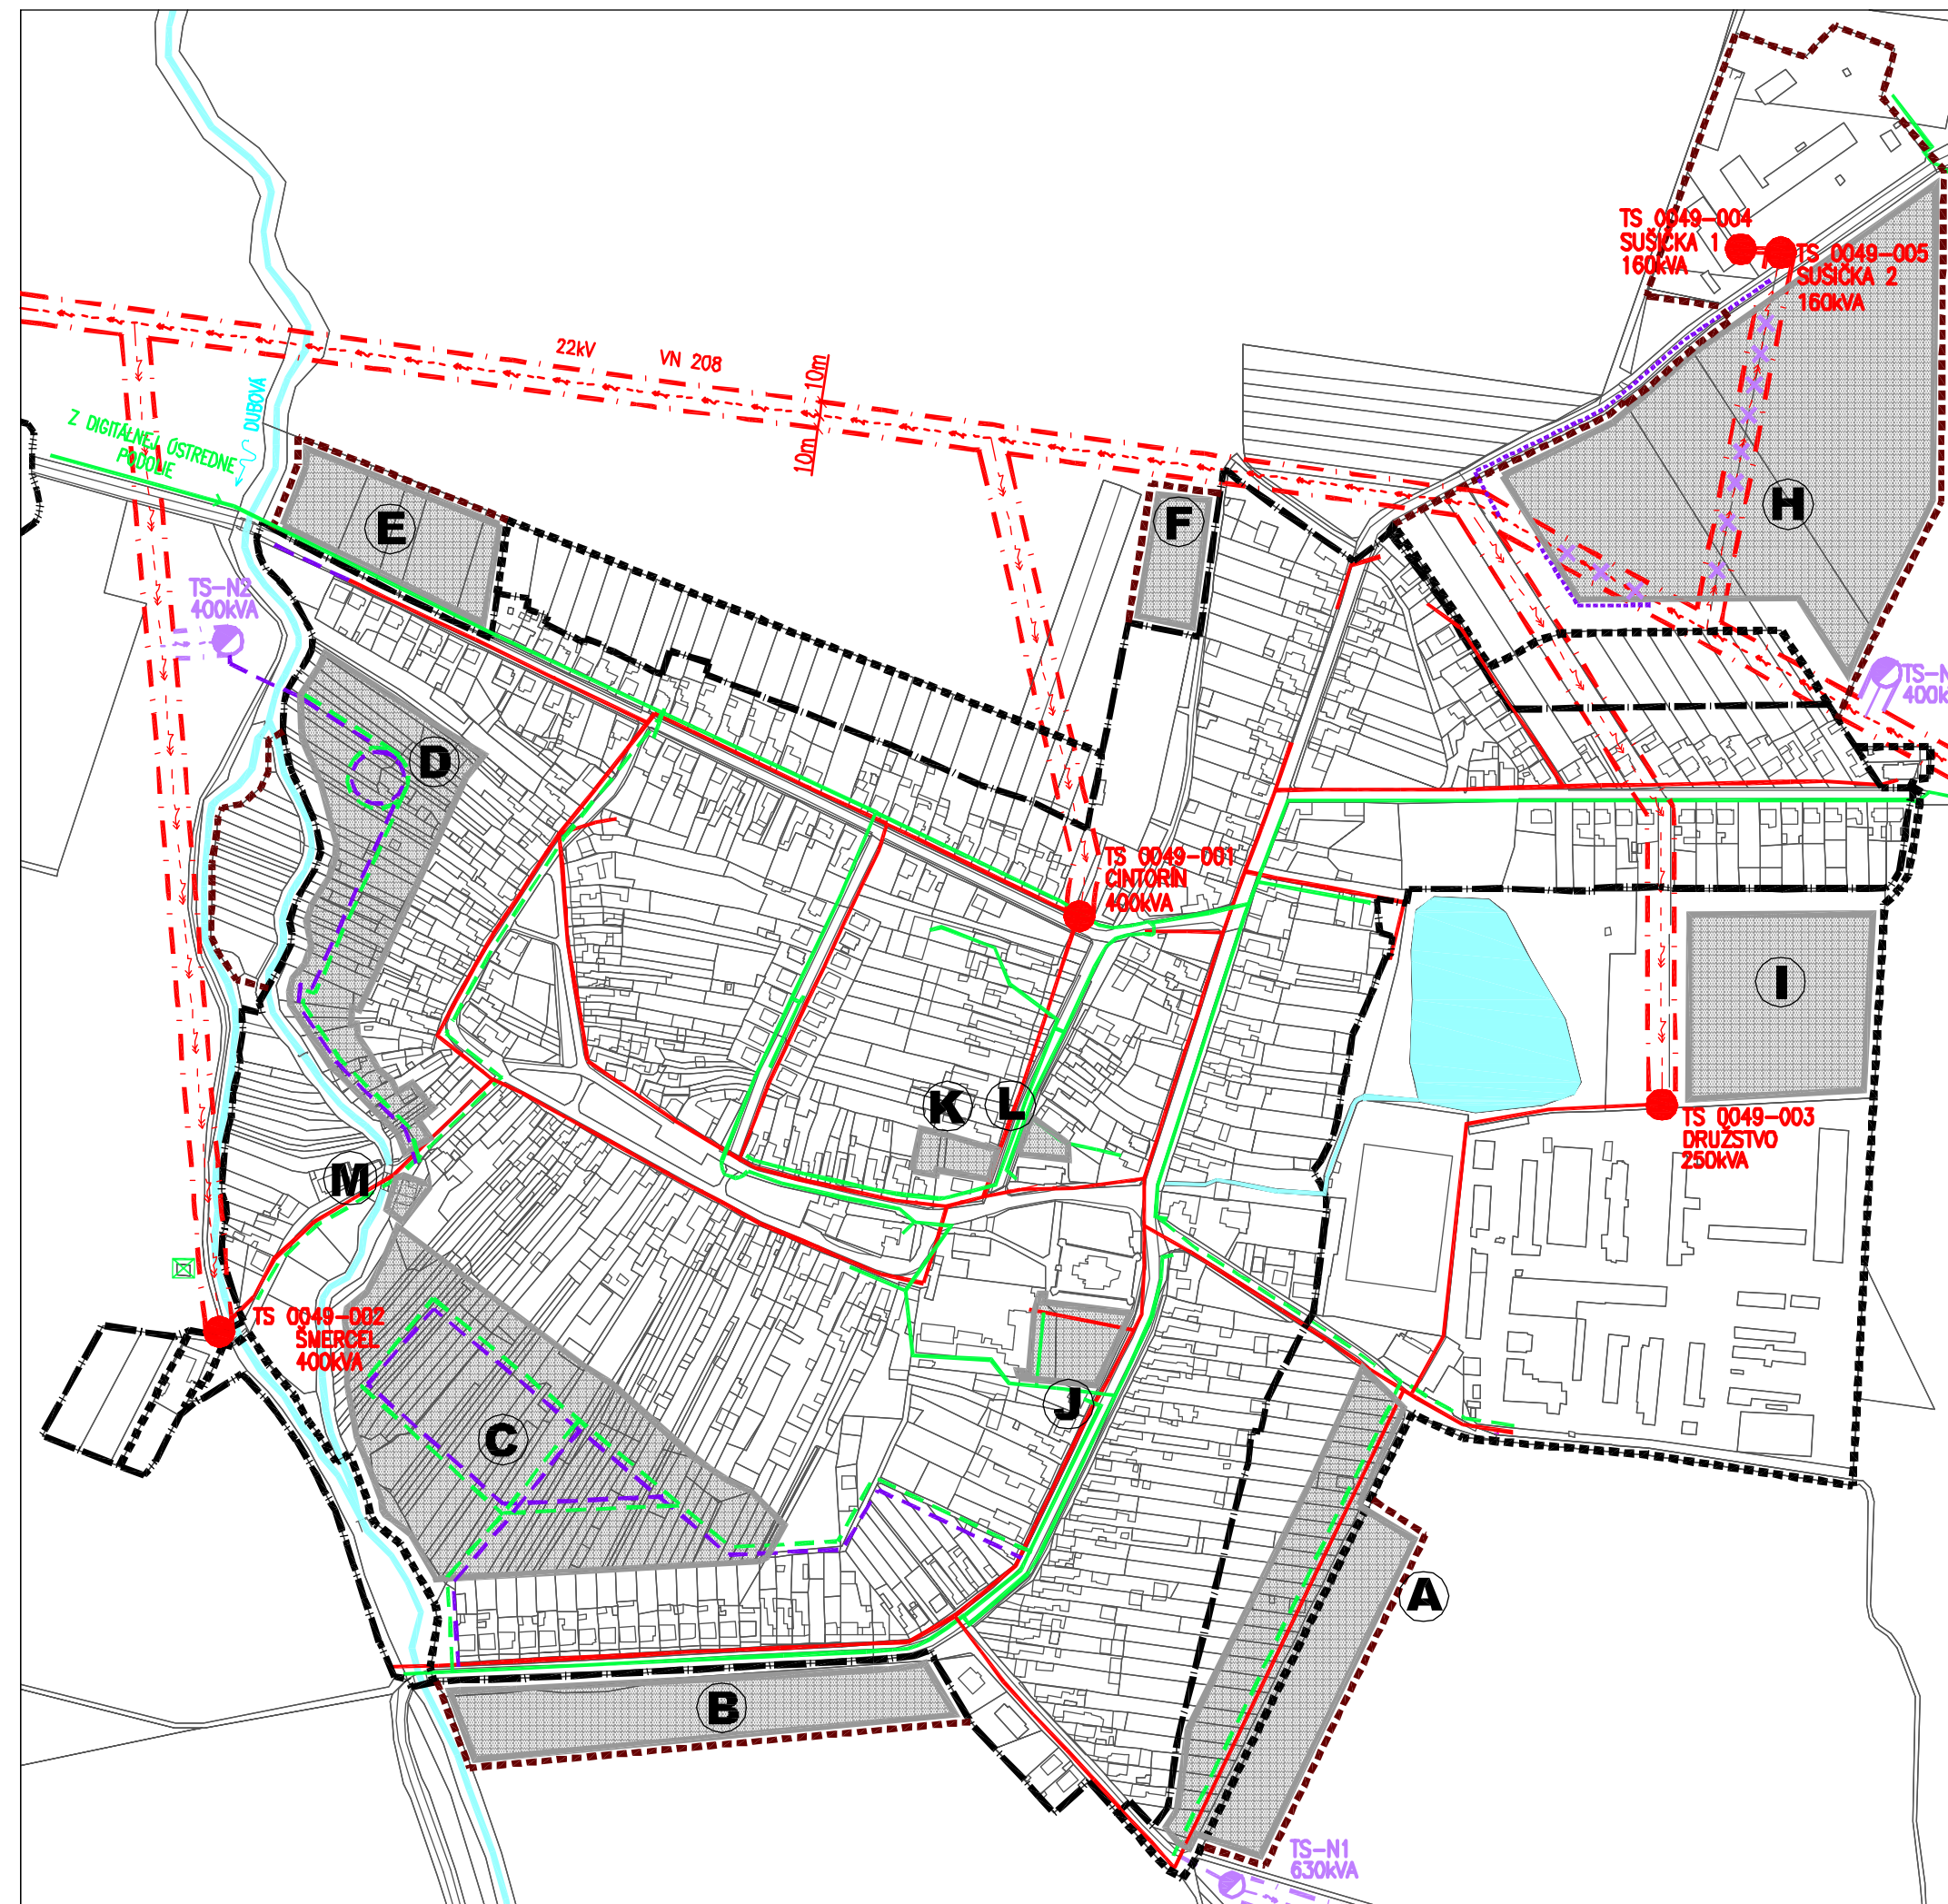 TS 0049-004
SUŠIČKA 1
160kVA
TS 0049-005
SUŠIČKA 2
160kVA
22kV
VN 208
10m
10m
DUBOVÁ
Z DIGITÁLNEJ ÚSTREDNE
PODOLIE
E
F
H
TS-N2
400kVA
TS-N
400k
D
TS 0049-001
CINTORÍN
400kVA
I
K
L
TS 0049-003
DRUŽSTVO
250kVA
M
TS 0049-002
ŠMERCEL
400kVA
J
C
A
B
TS-N1
630kVA